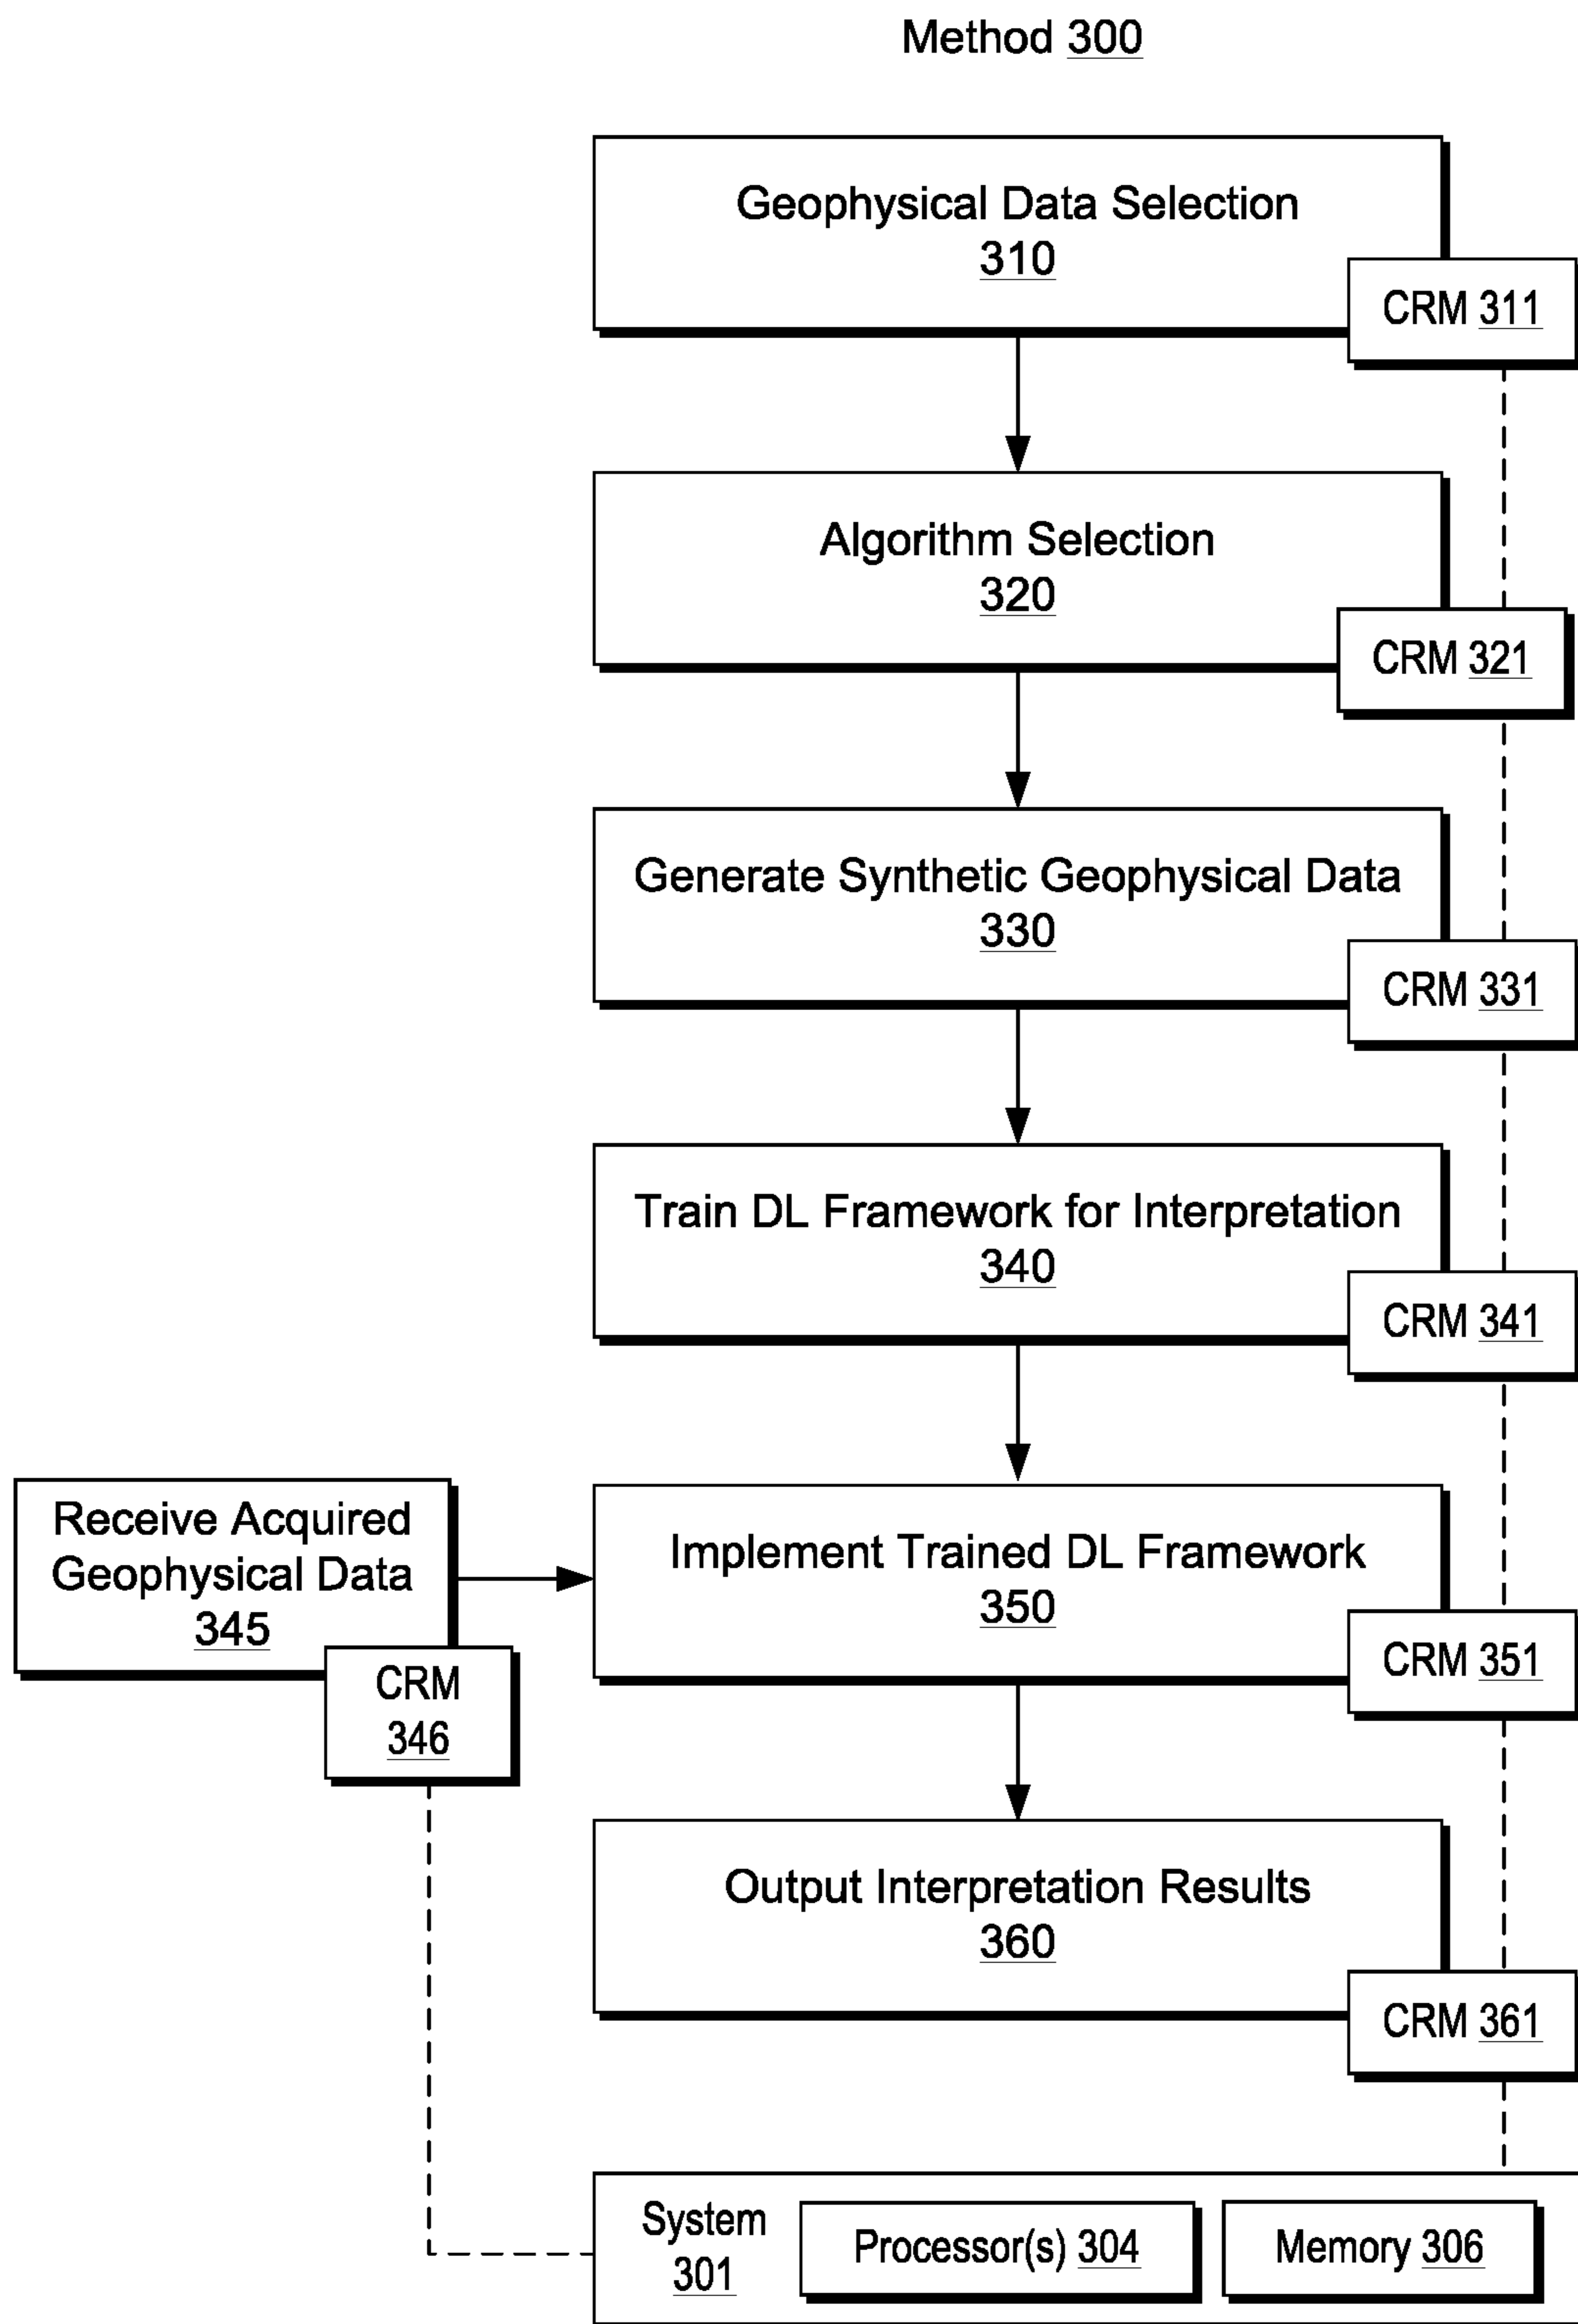 Method 300
Geophysical Data Selection
310
CRM 311
Algorithm Selection
320
CRM 321
Generate Synthetic Geophysical Data
330
CRM 331
Train DL Framework for Interpretation
340
CRM 341
Receive Acquired
Geophysical Data
345
CRM
346
Implement Trained DL Framework
350
CRM 351
Output Interpretation Results
360
CRM 361
System
301
Processor(s) 304
Memory 306